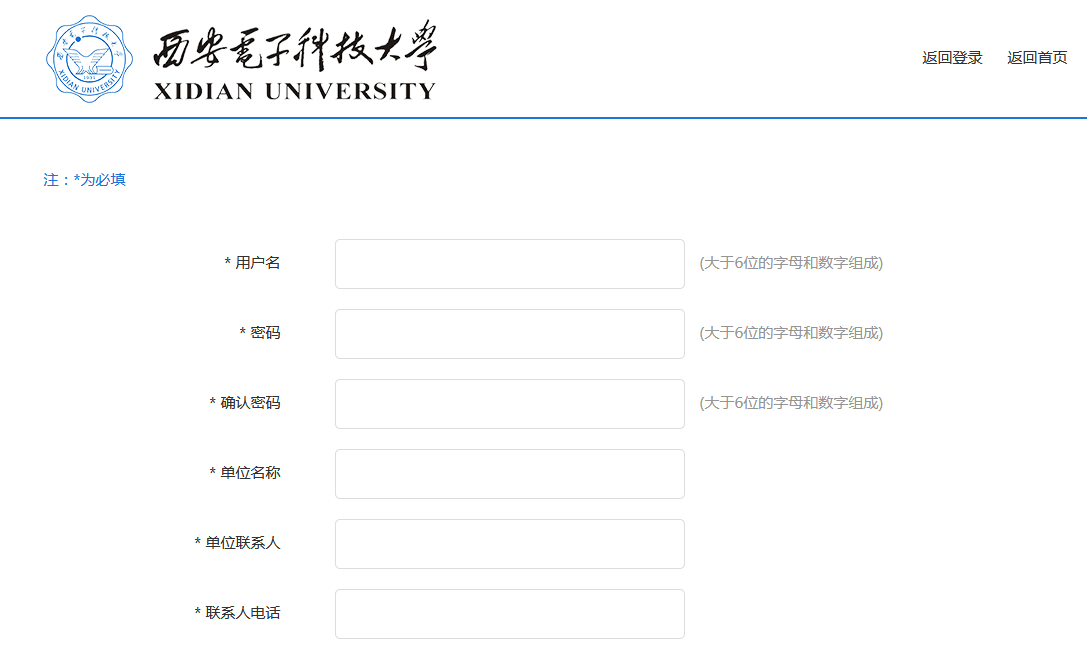 西安電子科技大學
XIDIAN UNIVERSITY
XIDIAN UNIVERSITY
1931
返回登录 返回首页
注：*为必填
* 用户名 (大于6位的字母和数字组成)
* 密码 (大于6位的字母和数字组成)
* 确认密码 (大于6位的字母和数字组成)
* 单位名称
* 单位联系人
* 联系人电话